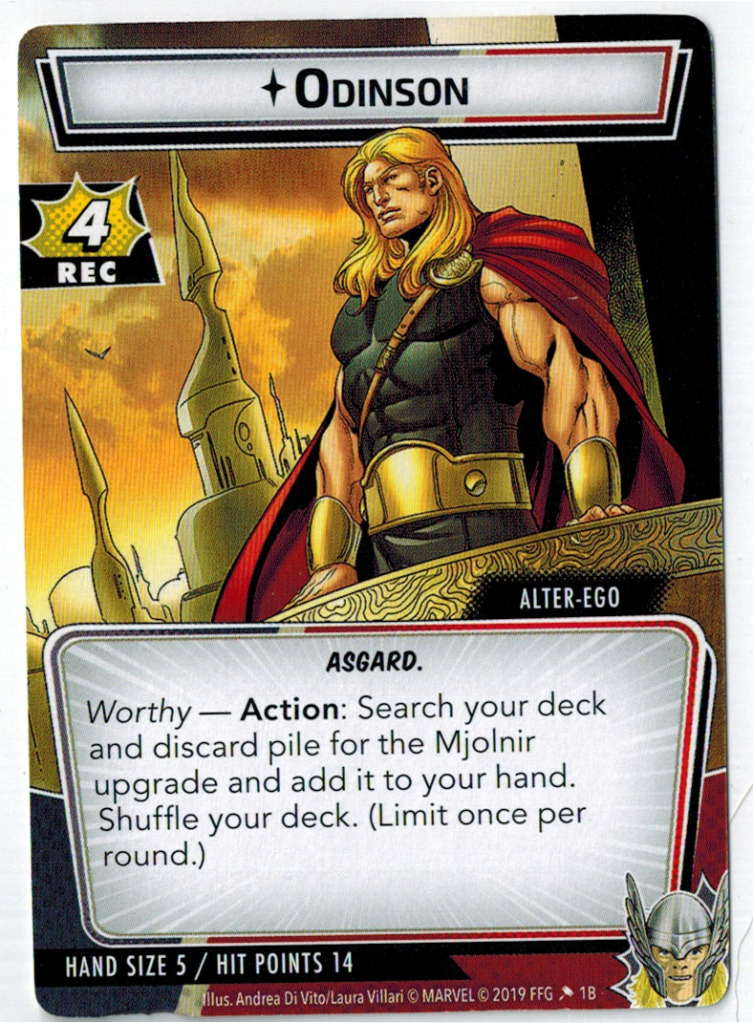 ODINSON
4
REC
ALTER-EGO
ASGARD.
Worthy — Action: Search your deck
and discard pile for the Mjolnir
upgrade and add it to your hand.
Shuffle your deck. (Limit once per
round.)
HAND SIZE 5 / HIT POINTS 14
Illus. Andrea Di Vito/Laura Villari © MARVEL © 2019 FFG 1B